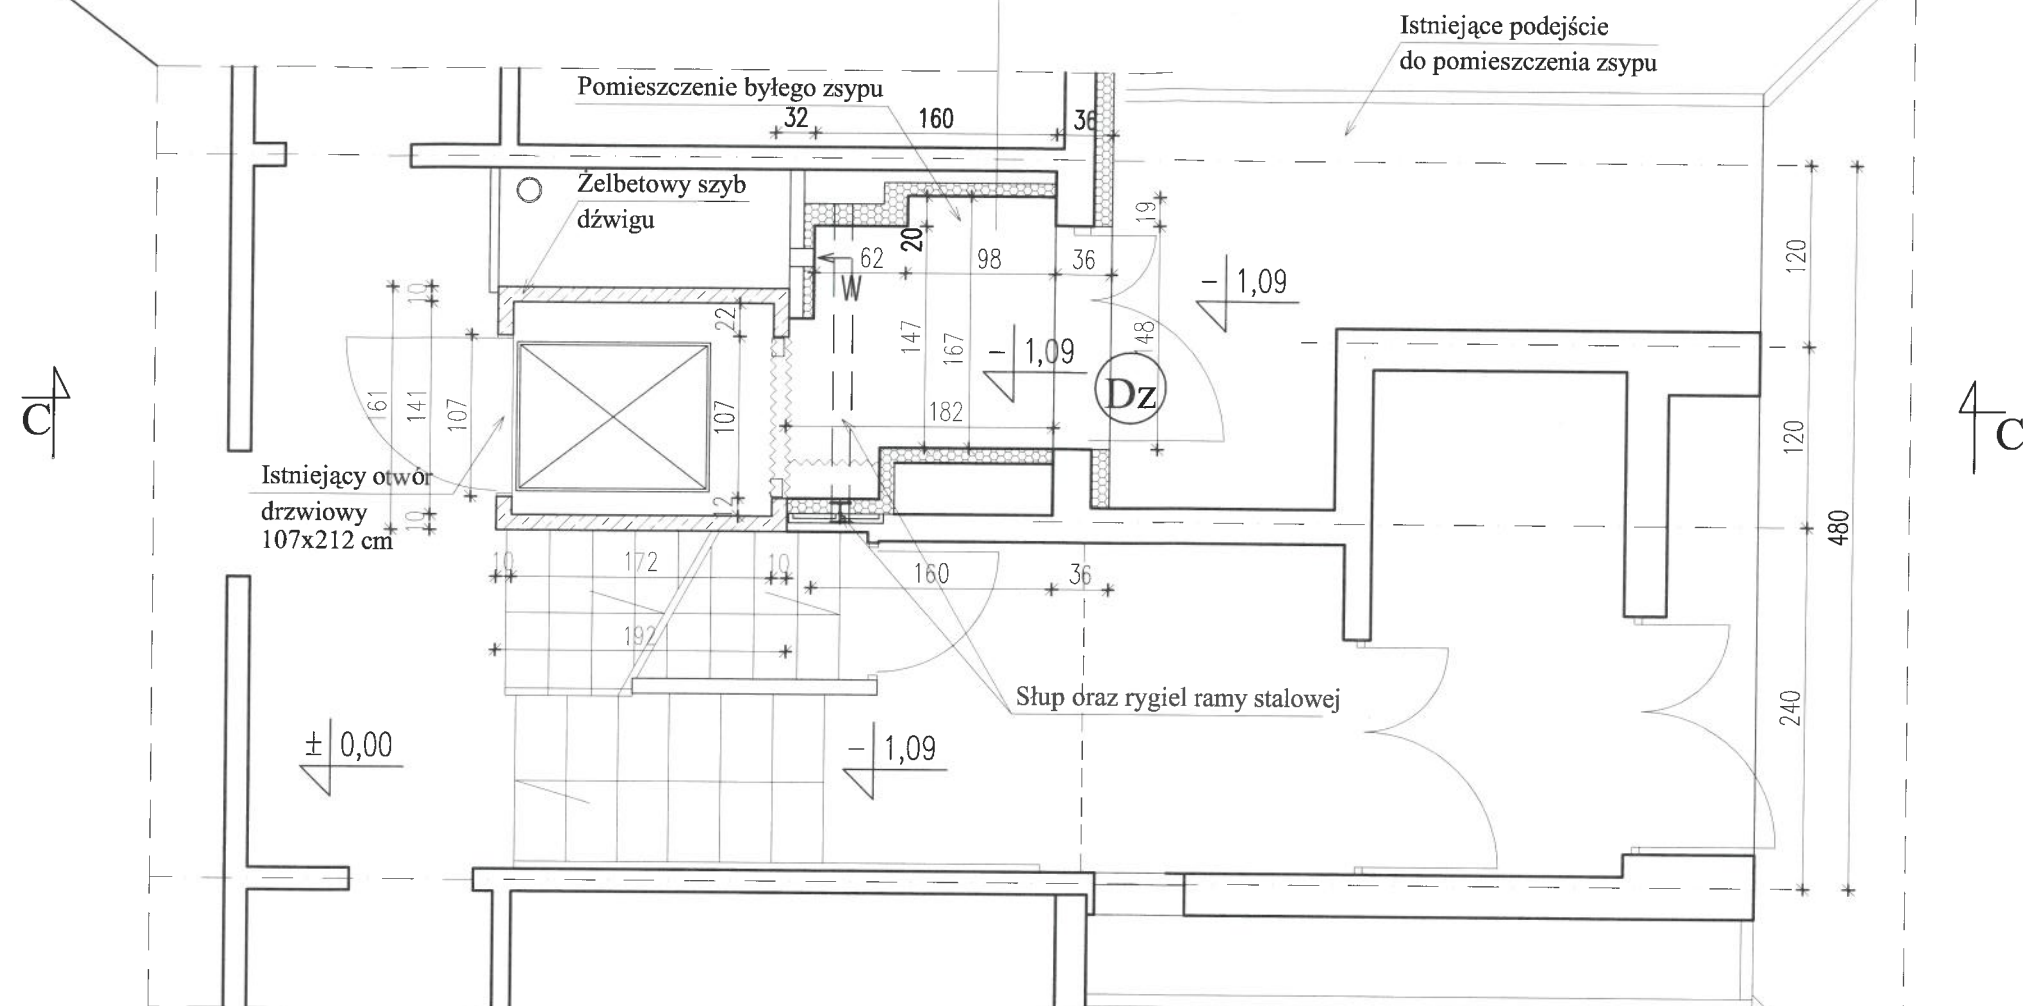 Istniejące podejście
do pomieszczenia zsypu
Pomieszczenie byłego zsypu
32
160
36
Żelbetowy szyb
dźwigu
19
20
62
98
36
W
120
- 1,09
10
10
22
147
167
148
- 1,09
Dz
161
141
107
107
182
120
C
C
Istniejący otwór
drzwiowy
107x212 cm
10
12
480
10
172
10
160
36
192
Słup oraz rygiel ramy stalowej
240
± 0,00
- 1,09